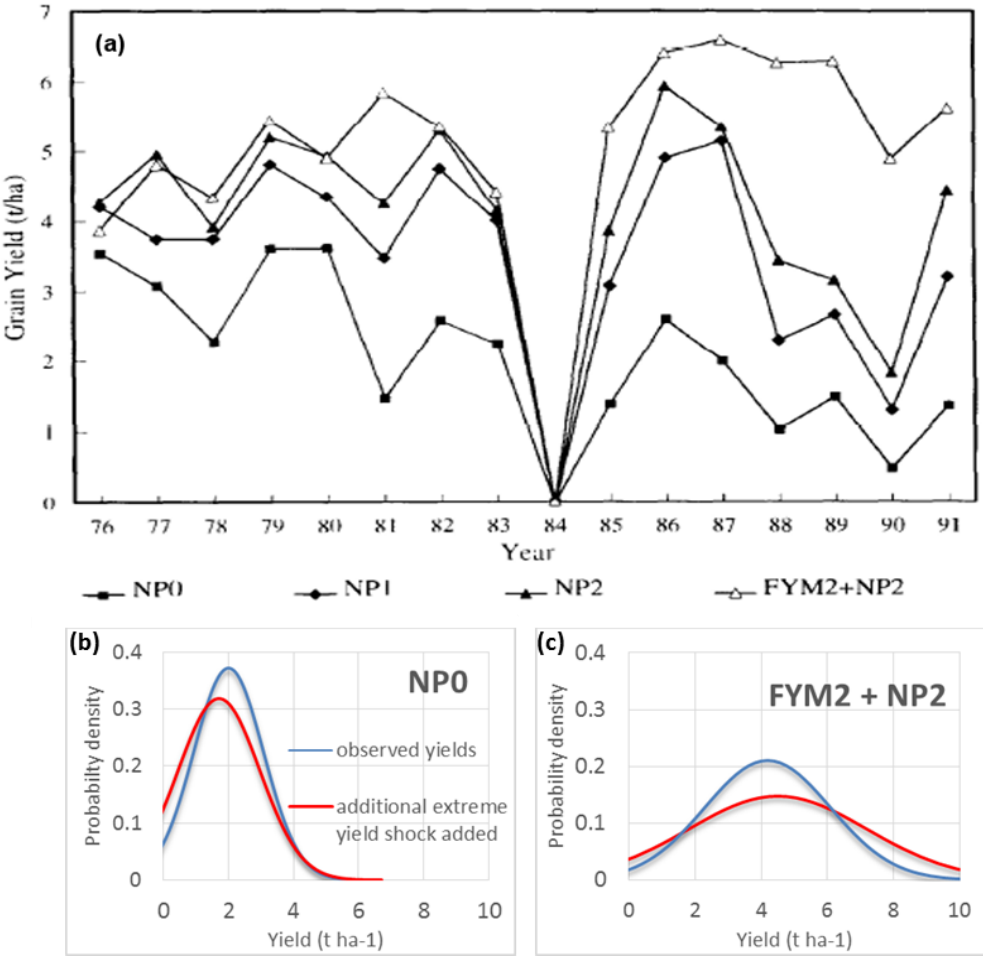 (a)
7
6
5
4
3
2
1
0
Grain Yield (t/ha)
76 77 78 79 80 81 82 83 84 85 86 87 88 89 90 91
Year
NP0 NP1 NP2 FYM2+NP2
(b)
0.4
0.3
0.2
0.1
0
Probabilty density
NP0
observed yields
additional extreme
yield shock added
0 2 4 6 8 10
Yield (t ha-1)
(c)
0.4
0.3
0.2
0.1
0
Probability density
FYM2 + NP2
0 2 4 6 8 10
Yield (t ha-1)